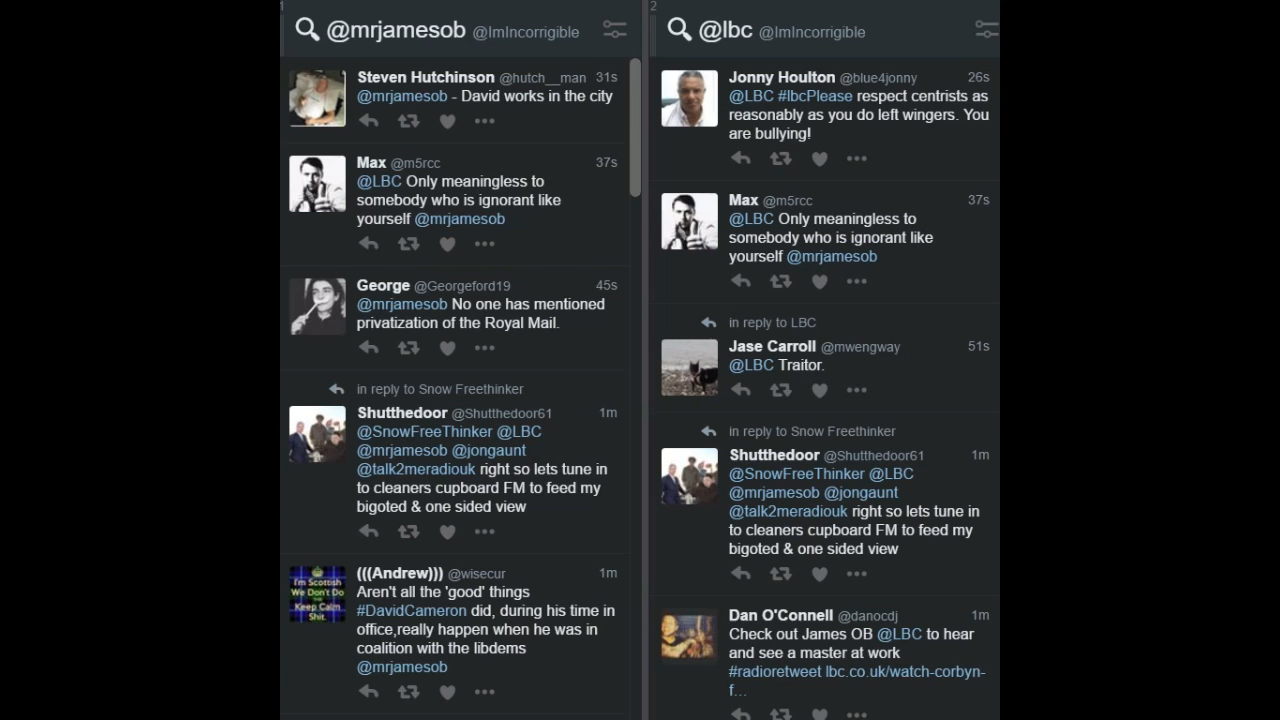 1
@mrjamesob @ImIncorrigible
Steven Hutchinson @hutch__man 31s
@mrjamesob - David works in the city
Max @m5rcc 37s
@LBC Only meaningless to
somebody who is ignorant like
yourself @mrjamesob
George @Georgeford19 45s
@mrjamesob No one has mentioned
privatization of the Royal Mail.
in reply to Snow Freethinker
Shutthedoor @Shutthedoor61 1m
@SnowFreeThinker @LBC
@mrjamesob @jongaunt
@talk2meradiouk right so lets tune in
to cleaners cupboard FM to feed my
bigoted & one sided view
I'm Scottish
We Don't Do
Keep Calm
Shit.
(((Andrew))) @wisecur 1m
Aren't all the 'good' things
#DavidCameron did, during his time in
office,really happen when he was in
coalition with the libdems
@mrjamesob
2
@lbc @ImIncorrigible
Jonny Houlton @blue4jonny 26s
@LBC #lbcPlease respect centrists as
reasonably as you do left wingers. You
are bullying!
Max @m5rcc 37s
@LBC Only meaningless to
somebody who is ignorant like
yourself @mrjamesob
in reply to LBC
Jase Carroll @mwengway 51s
@LBC Traitor.
in reply to Snow Freethinker
Shutthedoor @Shutthedoor61 1m
@SnowFreeThinker @LBC
@mrjamesob @jongaunt
@talk2meradiouk right so lets tune in
to cleaners cupboard FM to feed my
bigoted & one sided view
Dan O'Connell @danocdj 1m
Check out James OB @LBC to hear
and see a master at work
#radioretweet lbc.co.uk/watch-corbyn-
f…